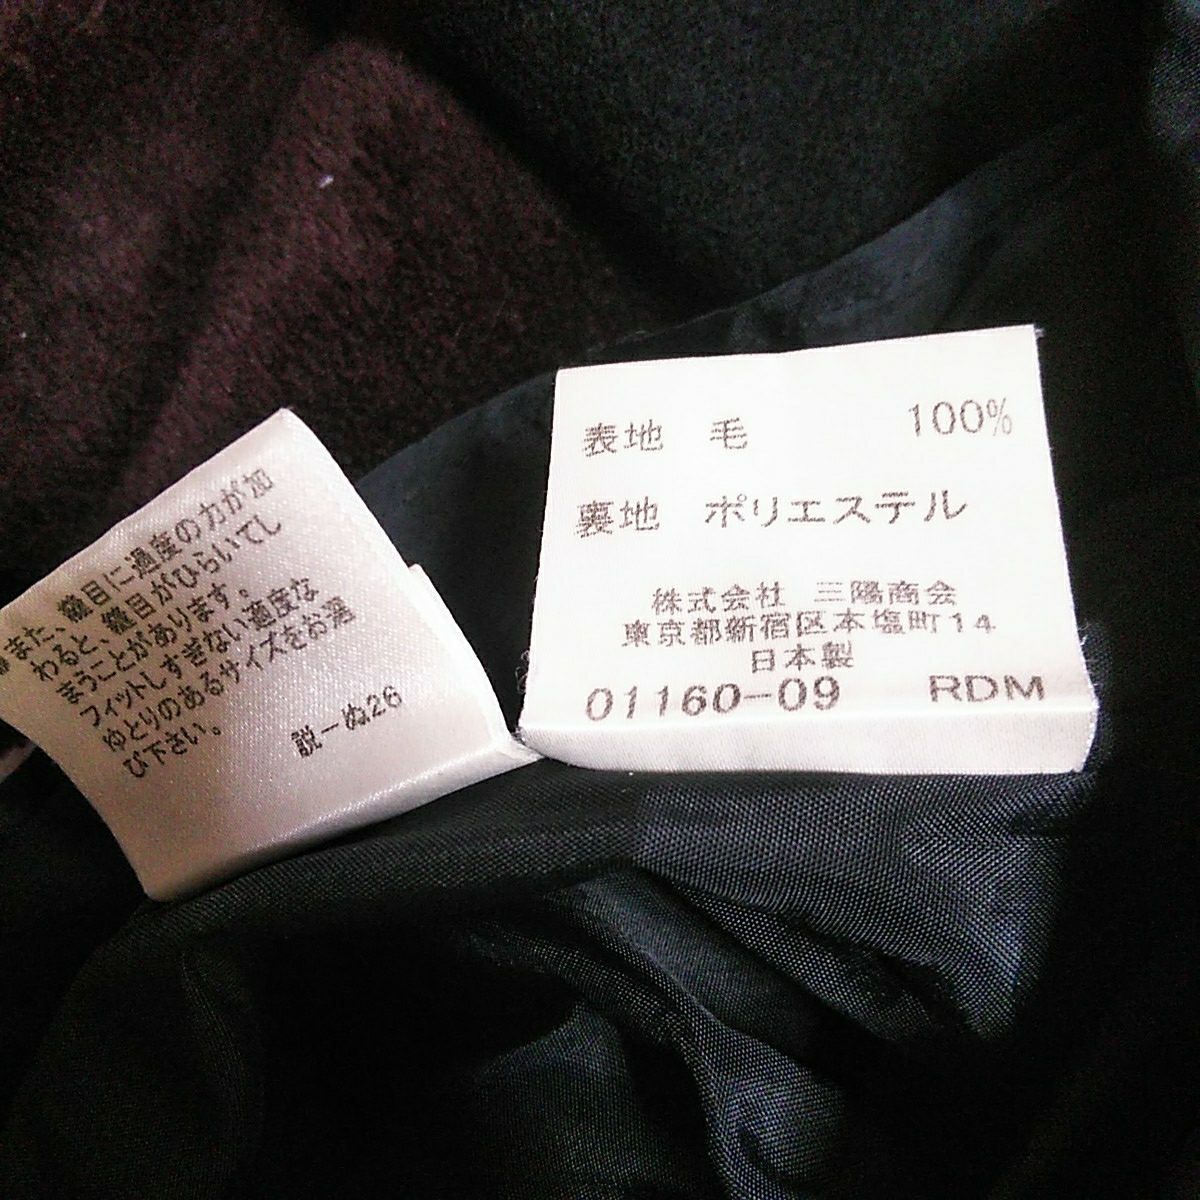 また、縫目に過度の力が加
わると、縫目がひらいてし
まうことがあります。
フィットしすぎない適度な
ゆとりのあるサイズをお選
び下さい。
説－ぬ26
表地 毛 100%
裏地 ポリエステル
株式会社 三陽商会
東京都新宿区本塩町14
日本製
01160-09 RDM